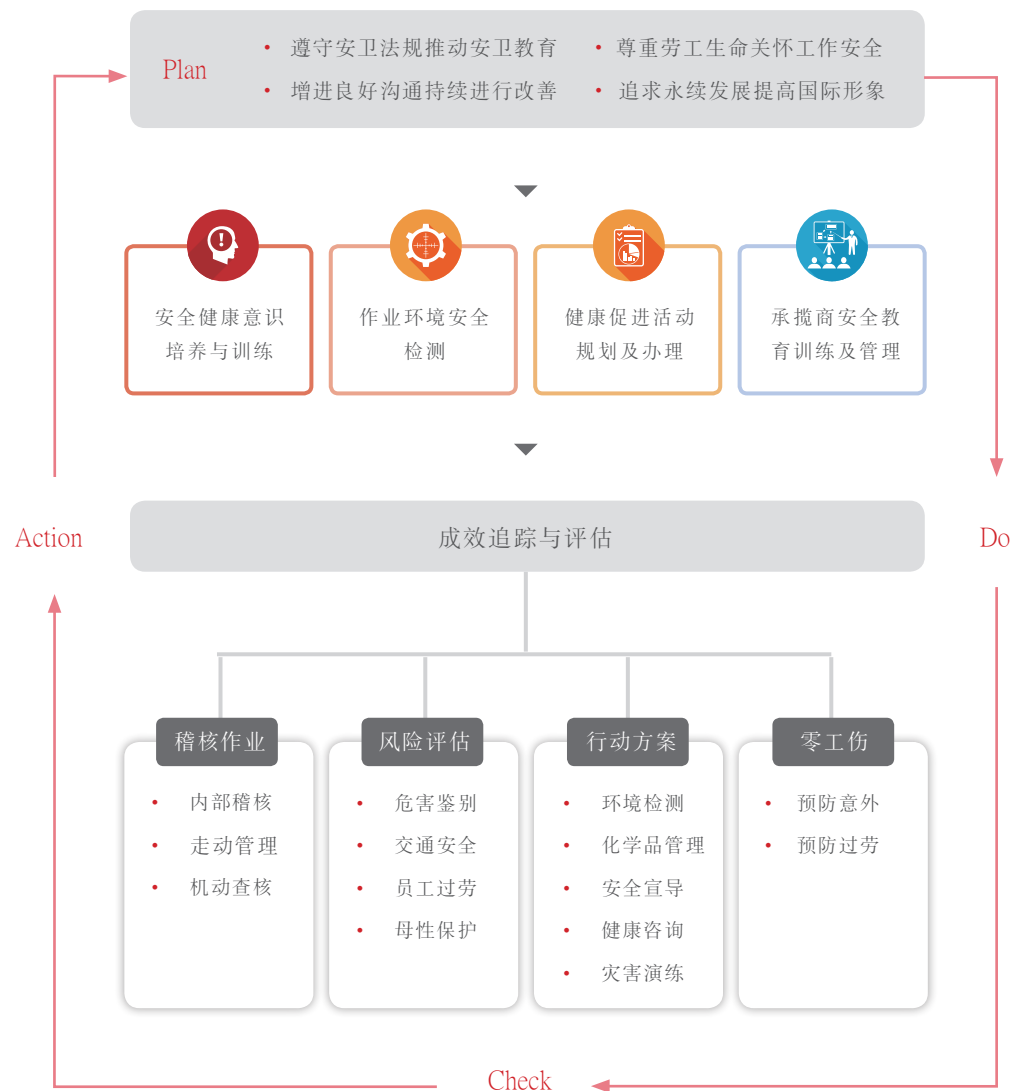 Plan
• 遵守安卫法规推动安卫教育
• 尊重劳工生命关怀工作安全
• 增进良好沟通持续进行改善
• 追求永续发展提高国际形象
安全健康意识
培养与训练
作业环境安全
检测
健康促进活动
规划及办理
承揽商安全教
育训练及管理
Action
成效追踪与评估
Do
稽核作业
• 内部稽核
• 走动管理
• 机动查核
风险评估
• 危害鉴别
• 交通安全
• 员工过劳
• 母性保护
行动方案
• 环境检测
• 化学品管理
• 安全宣导
• 健康咨询
• 灾害演练
零工伤
• 预防意外
• 预防过劳
Check